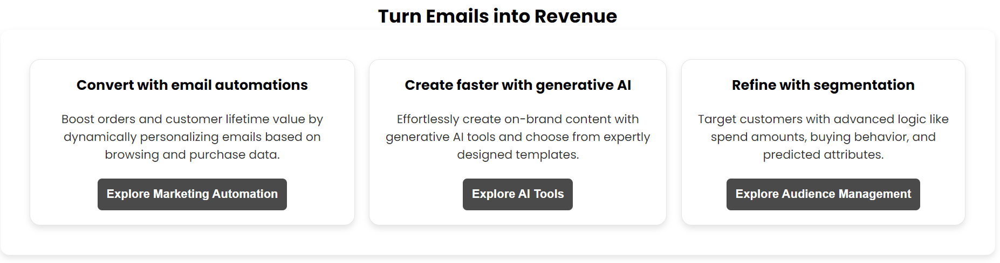 Turn Emails into Revenue
Convert with email automations
Boost orders and customer lifetime value by
dynamically personalizing emails based on
browsing and purchase data.
Explore Marketing Automation
Create faster with generative AI
Effortlessly create on-brand content with
generative AI tools and choose from expertly
designed templates.
Explore AI Tools
Refine with segmentation
Target customers with advanced logic like
spend amounts, buying behavior, and
predicted attributes.
Explore Audience Management